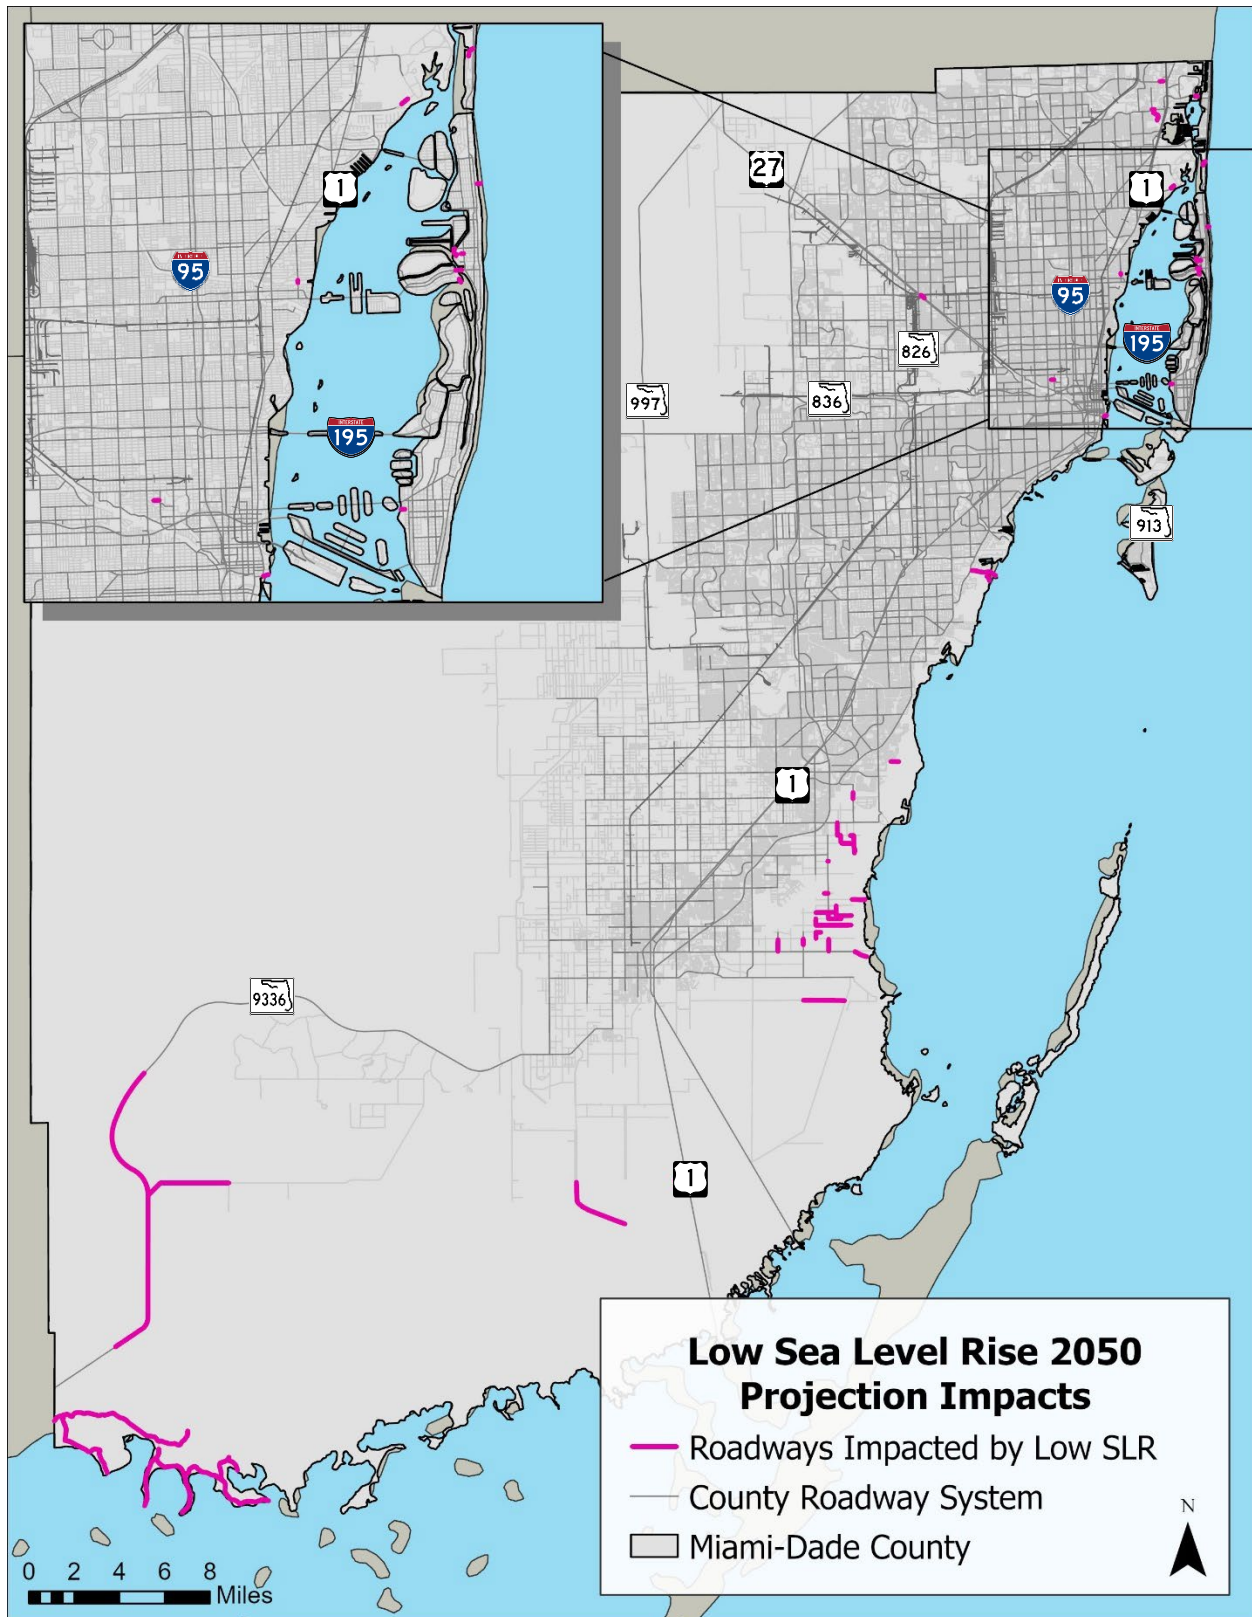 1
95
INTERSTATE
195
27
1
95
INTERSTATE
195
826
997
836
913
1
9336
1
Low Sea Level Rise 2050
Projection Impacts
Roadways Impacted by Low SLR
County Roadway System
Miami-Dade County
N
0 2 4 6 8
Miles